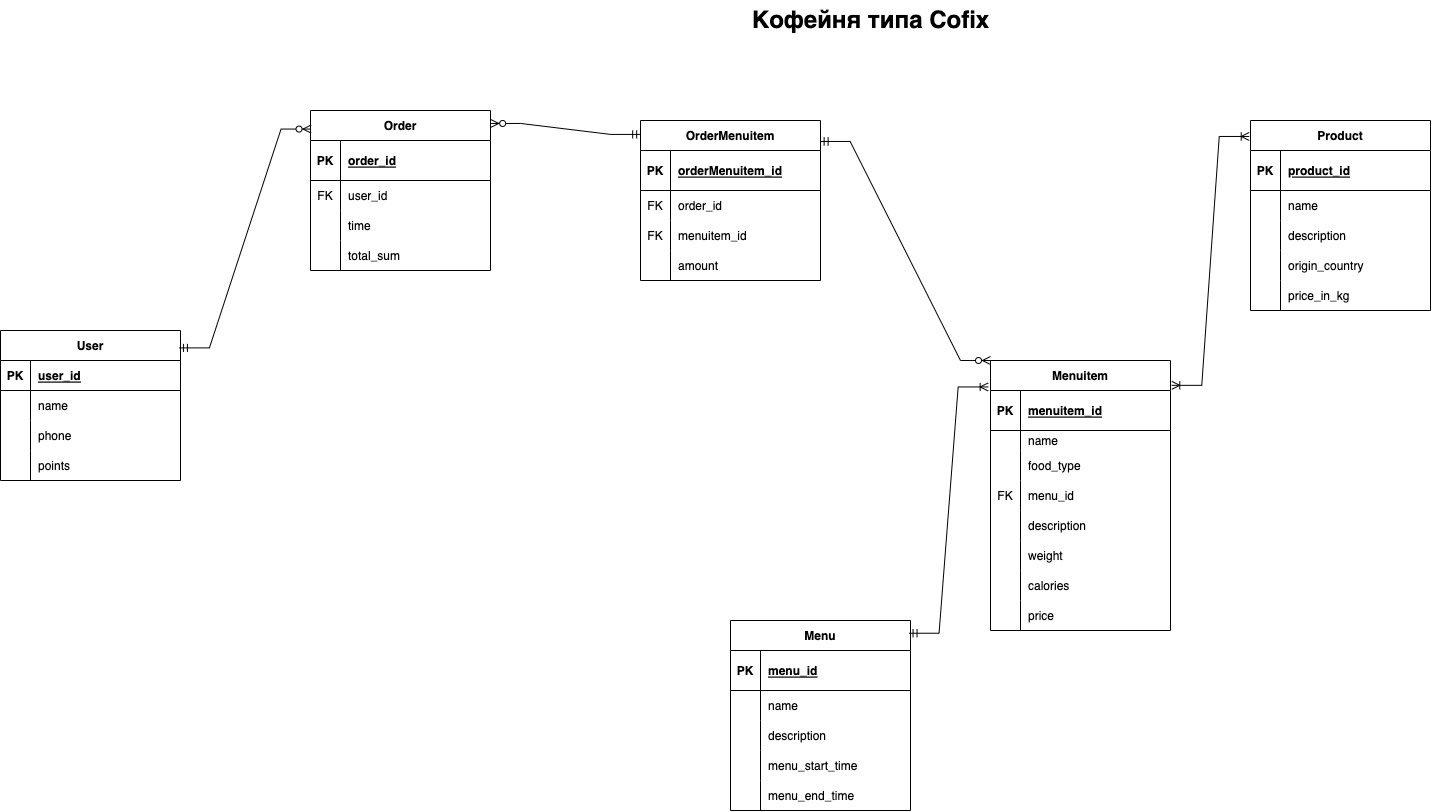 Кофейня типа Cofix
Order
PK order_id
FK user_id
time
total_sum
OrderMenuitem
PK orderMenuitem_id
FK order_id
FK menuitem_id
amount
Product
PK product_id
name
description
origin_country
price_in_kg
User
PK user_id
name
phone
points
Menuitem
PK menuitem_id
name
food_type
FK menu_id
description
weight
calories
price
Menu
PK menu_id
name
description
menu_start_time
menu_end_time